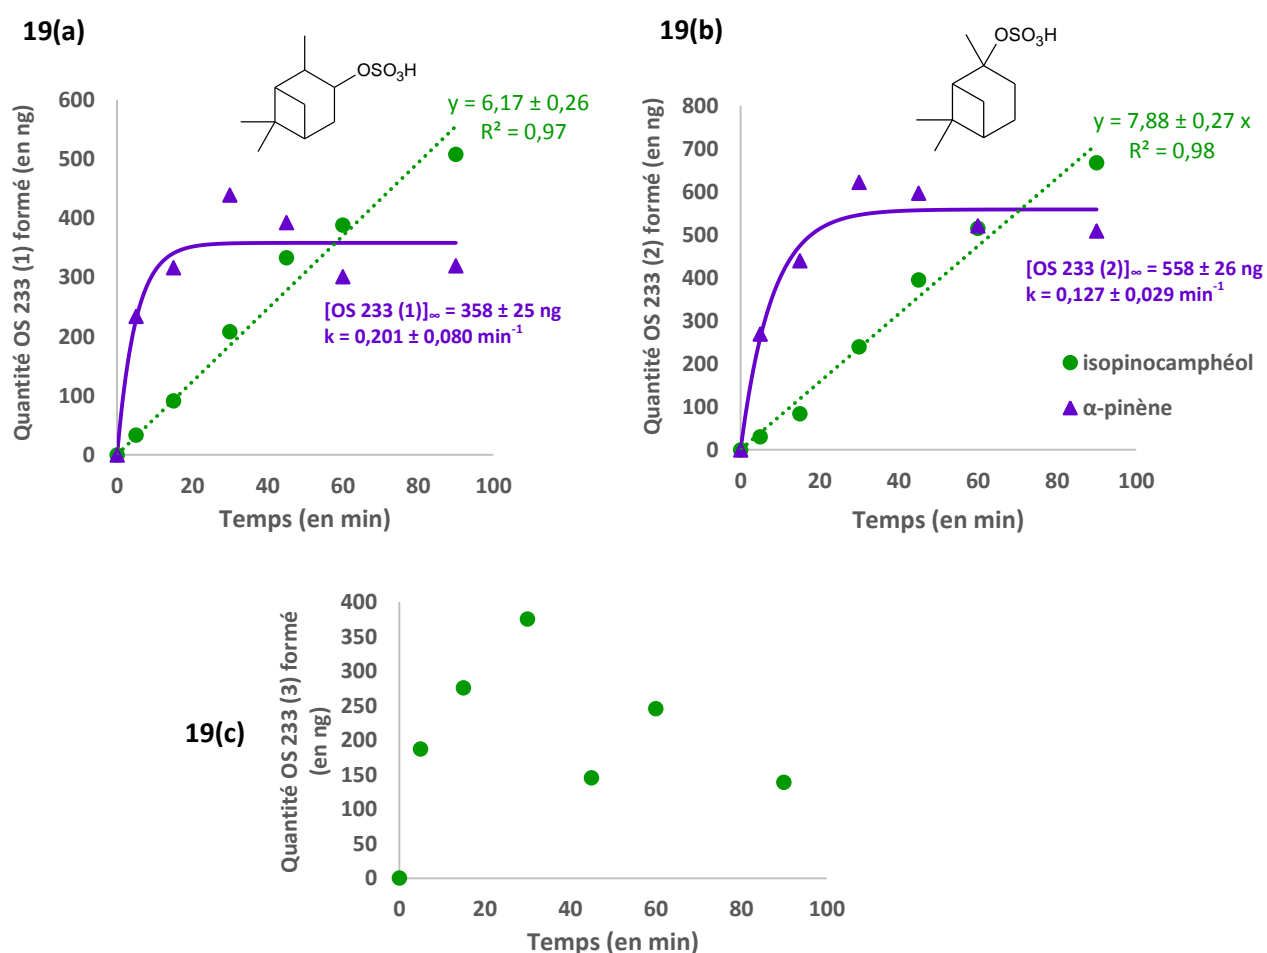 19(a)
OSO₃H
y = 6,17 ± 0,26
R² = 0,97
Quantité OS 233 (1) formé (en ng)
600
500
400
300
200
100
0
[OS 233 (1)]∞ = 358 ± 25 ng
k = 0,201 ± 0,080 min⁻¹
0 20 40 60 80 100
Temps (en min)
19(b)
OSO₃H
y = 7,88 ± 0,27 x
R² = 0,98
Quantité OS 233 (2) formé (en ng)
800
700
600
500
400
300
200
100
0
[OS 233 (2)]∞ = 558 ± 26 ng
k = 0,127 ± 0,029 min⁻¹
isopinocamphéol
α-pinène
0 20 40 60 80 100
Temps (en min)
19(c)
Quantité OS 233 (3) formé
(en ng)
400
350
300
250
200
150
100
50
0
0 20 40 60 80 100
Temps (en min)